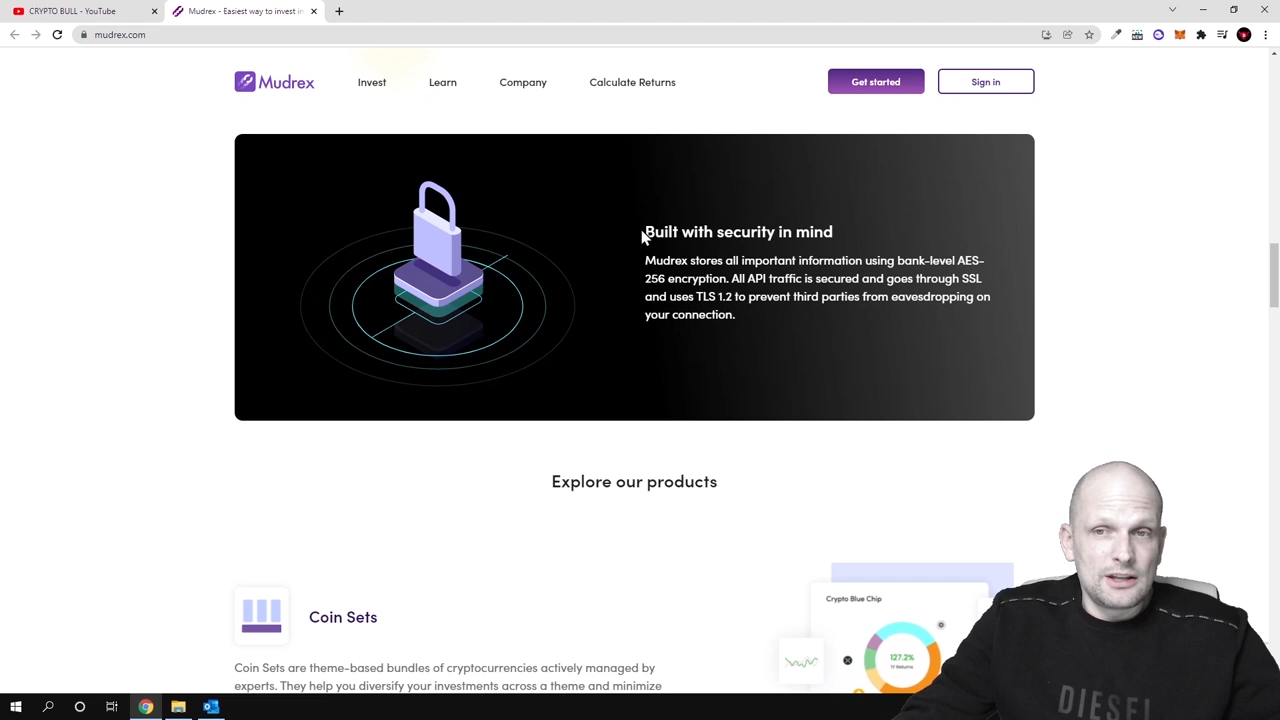 CRYPTO BULL - YouTube
Mudrex - Easiest way to invest in
mudrex.com
Mudrex
Invest
Learn
Company
Calculate Returns
Get started
Sign in
Built with security in mind
Mudrex stores all important information using bank-level AES-
256 encryption. All API traffic is secured and goes through SSL
and uses TLS 1.2 to prevent third parties from eavesdropping on
your connection.
Explore our products
Coin Sets
Coin Sets are theme-based bundles of cryptocurrencies actively managed by
experts. They help you diversify your investments across a theme and minimize
Crypto Blue Chip
127.2%
1Y Returns
DIESEL